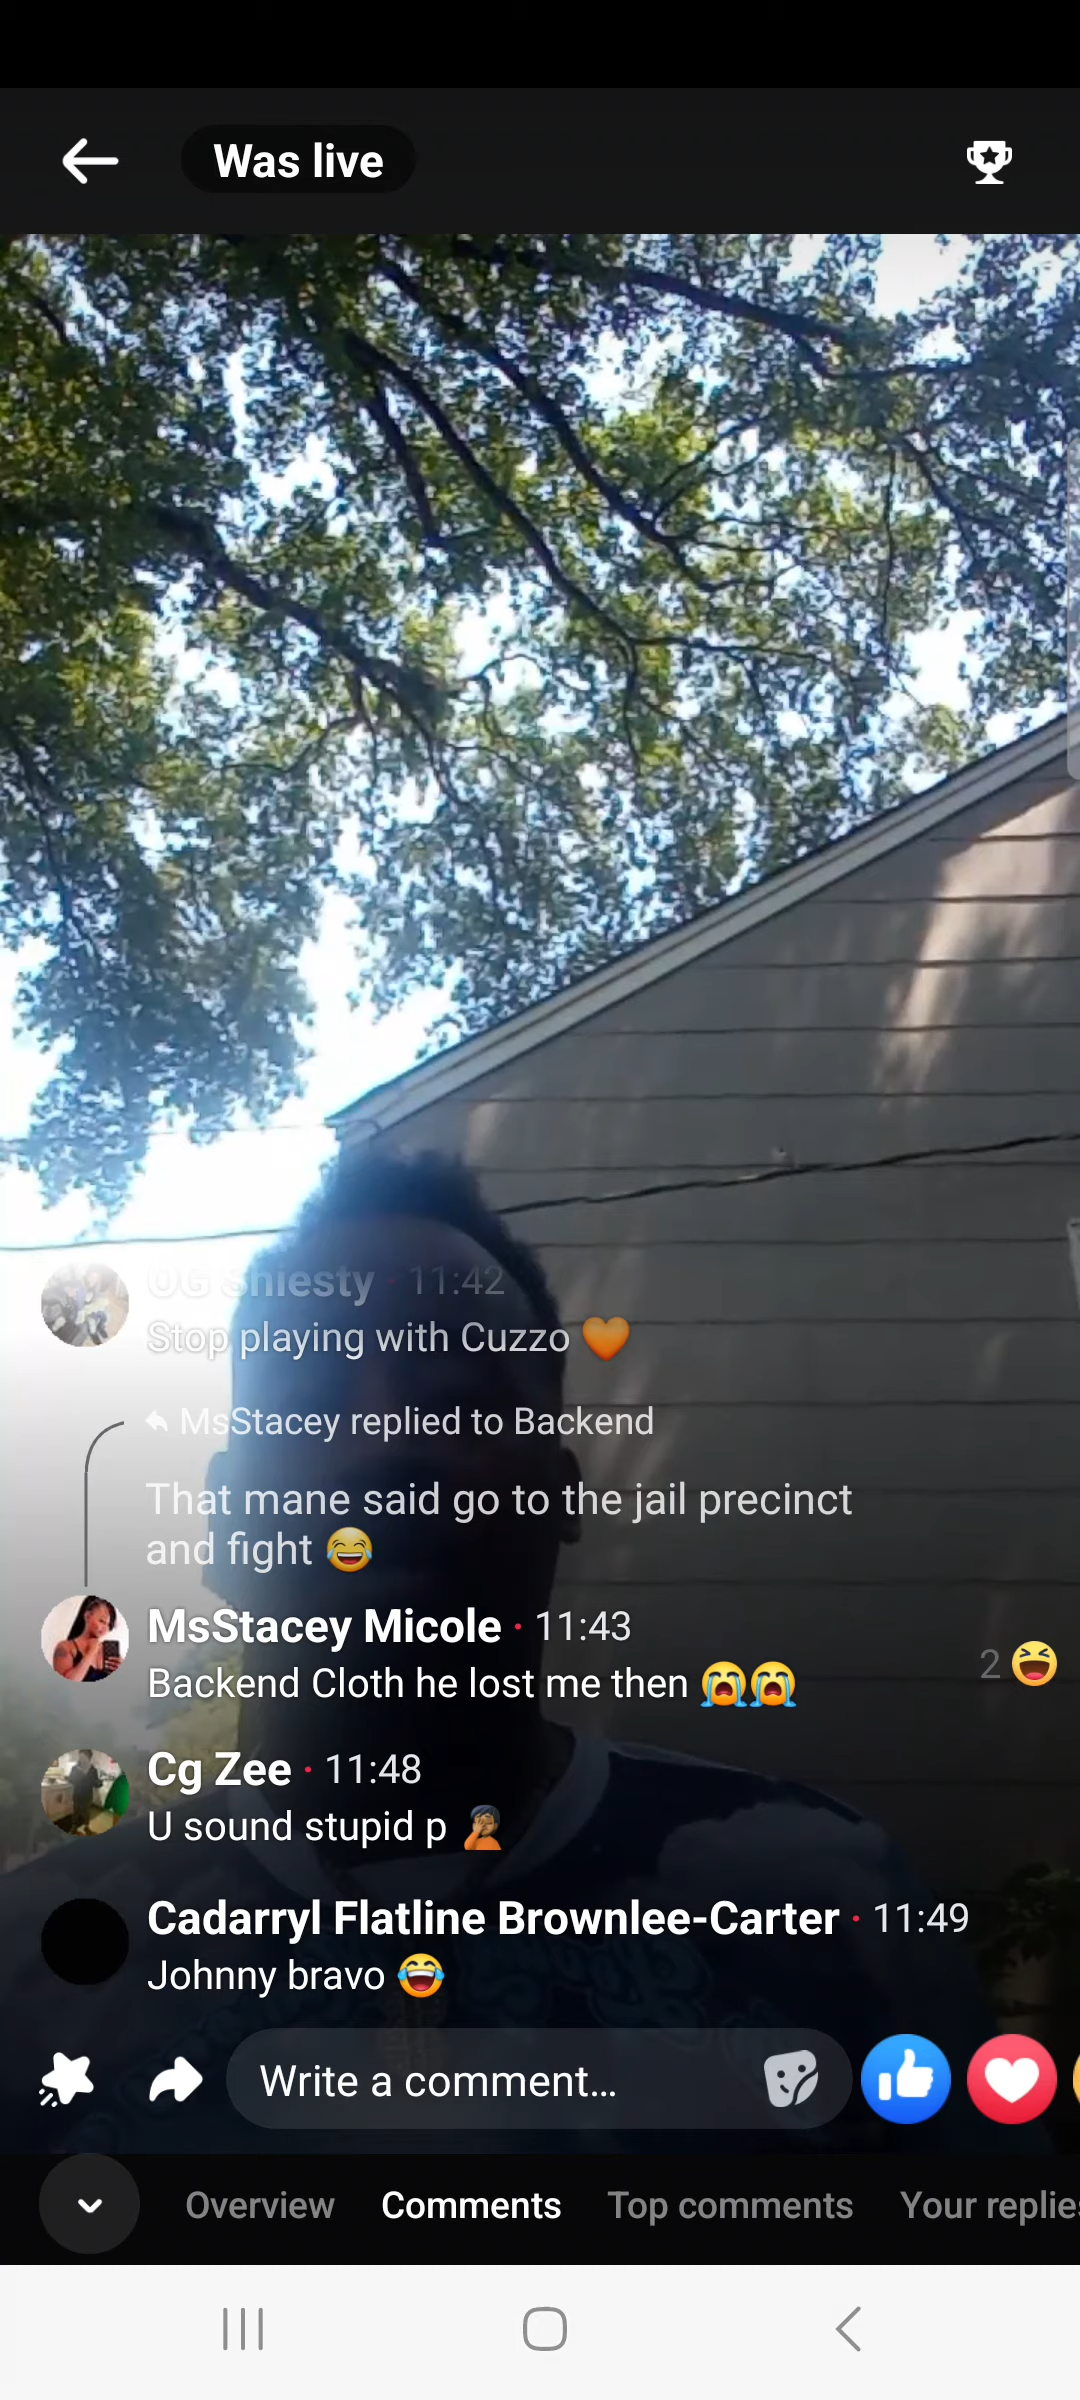 Was live
OG Shiesty · 11:42
Stop playing with Cuzzo 🧡
MsStacey replied to Backend
That mane said go to the jail precinct
and fight 😂
MsStacey Micole · 11:43
Backend Cloth he lost me then 😭😭
2 😆
Cg Zee · 11:48
U sound stupid p 🤦🏾
Cadarryl Flatline Brownlee-Carter · 11:49
Johnny bravo 😂
Write a comment...
Overview Comments Top comments Your replies